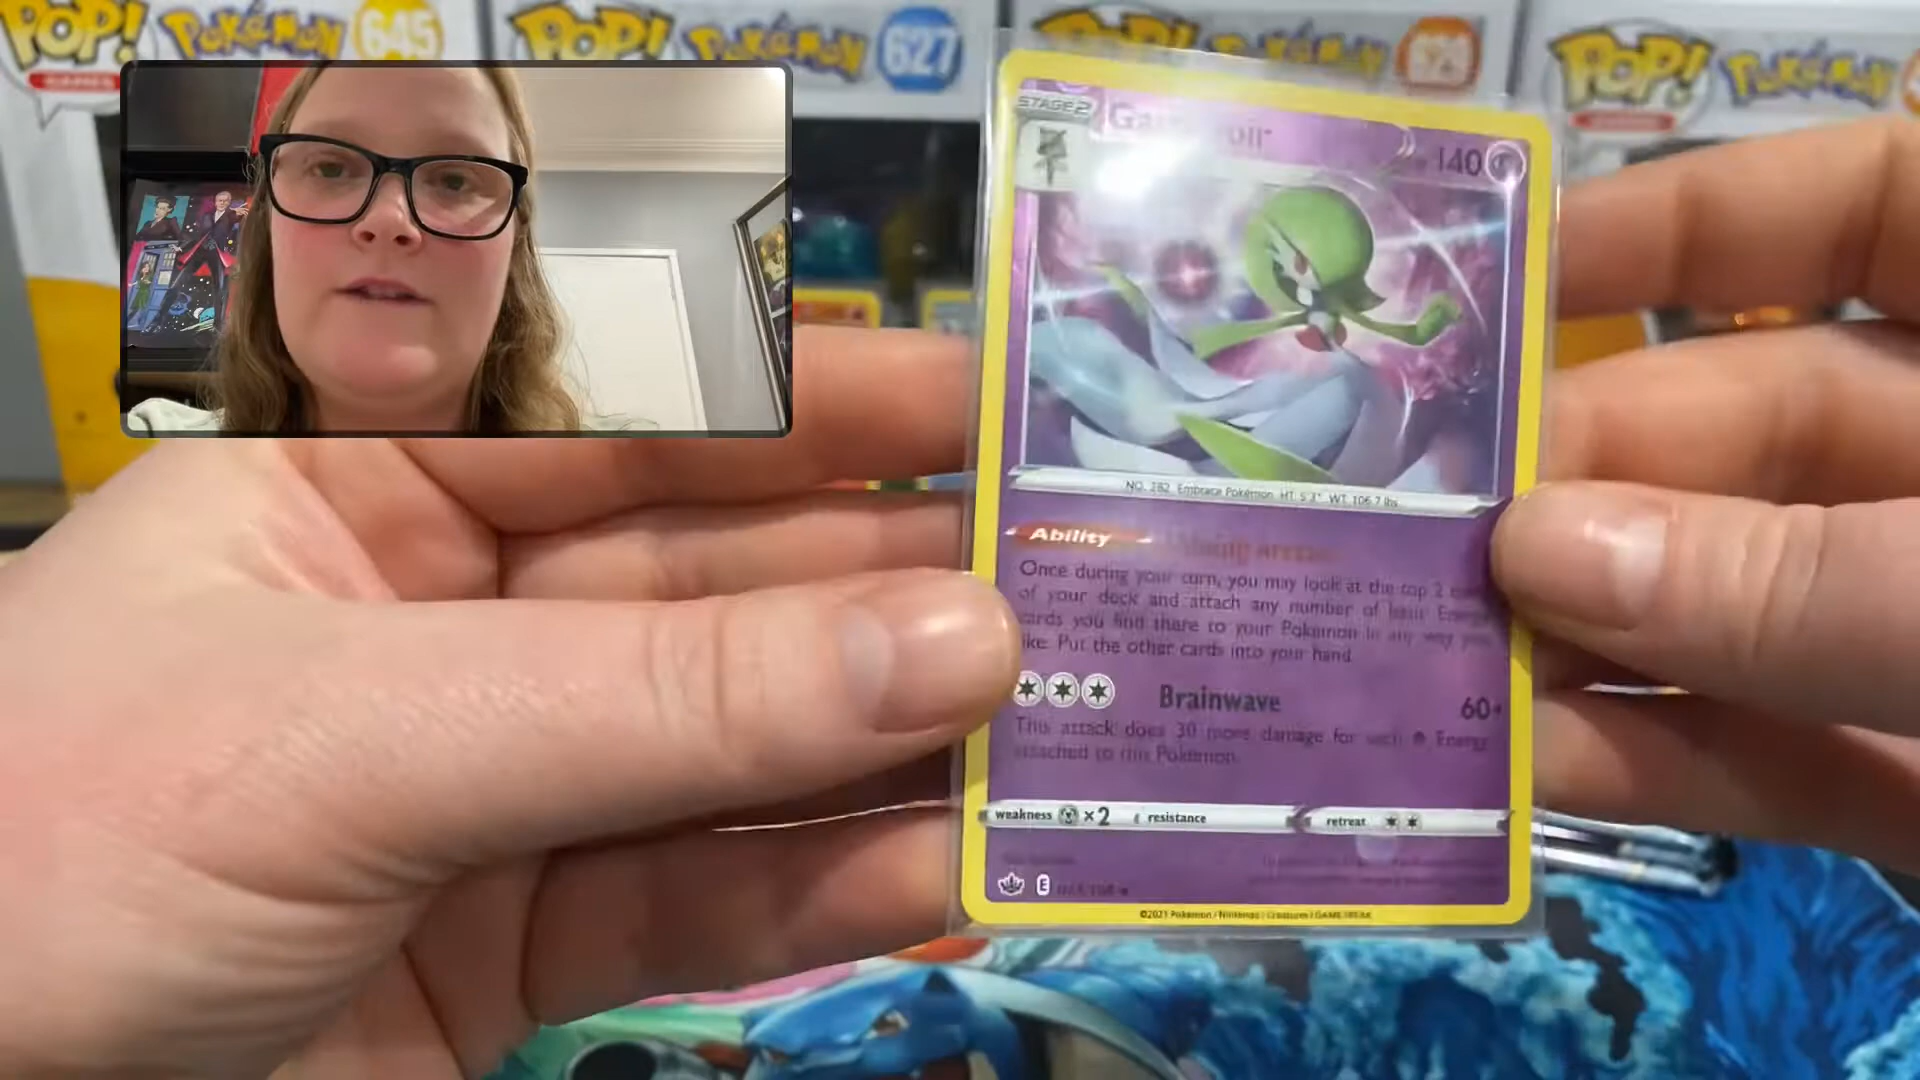 POP! POKéMON 645
GAMES
POP! POKéMON 627
POP! POKéMON
POP! POKéMON
STAGE 2
140
NO. 282 Embrace Pokémon HT: 5'3" WT: 106.7 lbs
Ability
Once during your turn, you may look at the top 2
of your deck and attach any number of basic Energy
cards you find there to your Pokémon in any way you
like. Put the other cards into your hand.
Brainwave 60+
This attack does 30 more damage for each Energy
attached to this Pokémon.
weakness ×2 resistance retreat
E
©2021 Pokémon / Nintendo / Creatures / GAME FREAK